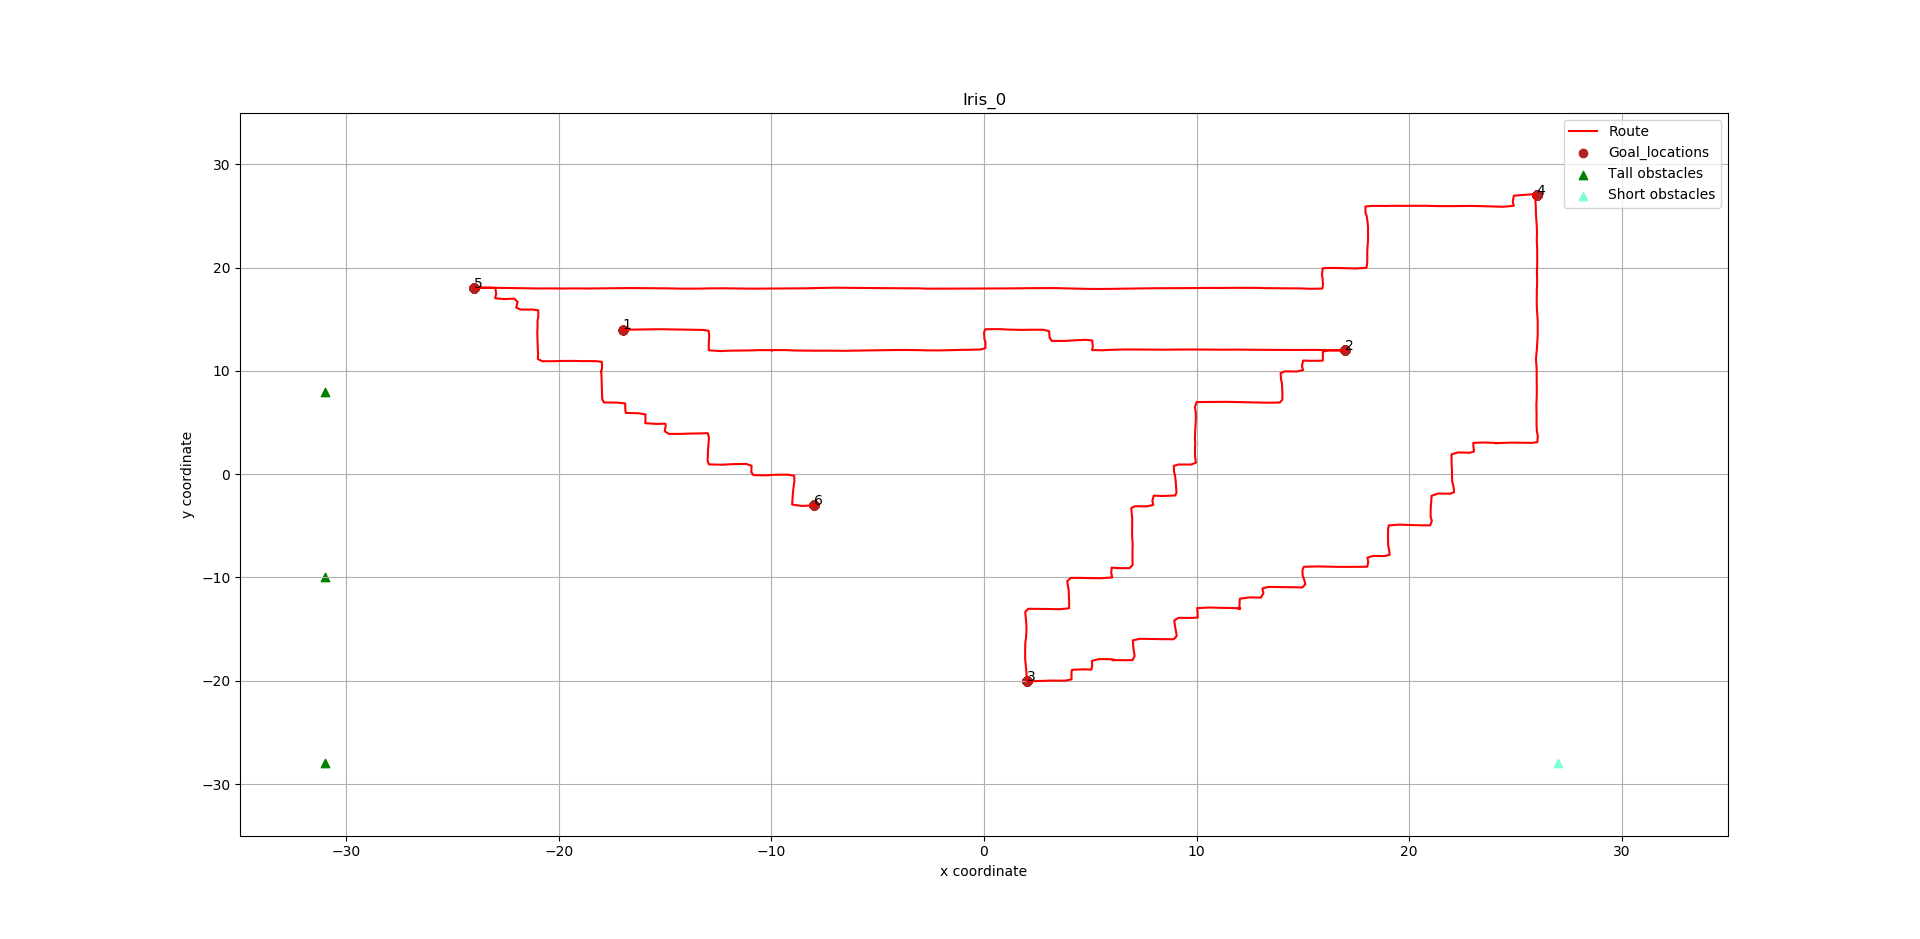 Iris_0
Route
Goal_locations
Tall obstacles
Short obstacles
30
20
10
0
−10
−20
−30
y coordinate
4
5
1
2
6
3
−30
−20
−10
0
10
20
30
x coordinate